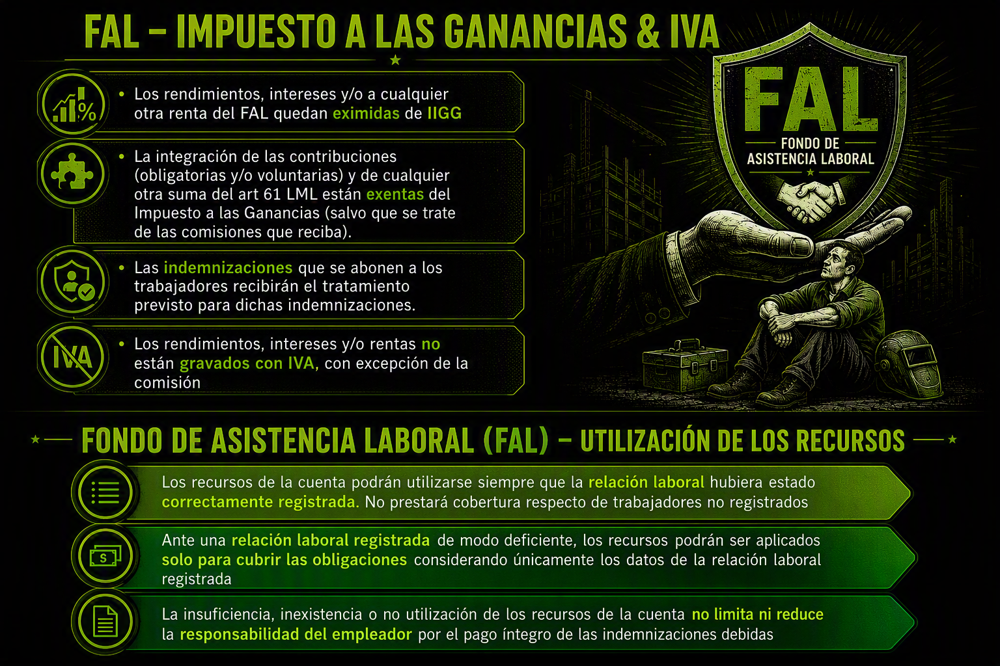 FAL – IMPUESTO A LAS GANANCIAS & IVA
• Los rendimientos, intereses y/o a cualquier
otra renta del FAL quedan eximidas de IIGG
%
• La integración de las contribuciones
(obligatorias y/o voluntarias) y de cualquier
otra suma del art 61 LML están exentas del
Impuesto a las Ganancias (salvo que se trate
de las comisiones que reciba).
• Las indemnizaciones que se abonen a los
trabajadores recibirán el tratamiento
previsto para dichas indemnizaciones.
IVA
• Los rendimientos, intereses y/o rentas no
están gravados con IVA, con excepción de la
comisión
FAL
FONDO DE
ASISTENCIA LABORAL
FONDO DE ASISTENCIA LABORAL (FAL) – UTILIZACIÓN DE LOS RECURSOS
Los recursos de la cuenta podrán utilizarse siempre que la relación laboral hubiera estado
correctamente registrada. No prestará cobertura respecto de trabajadores no registrados
$
Ante una relación laboral registrada de modo deficiente, los recursos podrán ser aplicados
solo para cubrir las obligaciones considerando únicamente los datos de la relación laboral
registrada
La insuficiencia, inexistencia o no utilización de los recursos de la cuenta no limita ni reduce
la responsabilidad del empleador por el pago íntegro de las indemnizaciones debidas